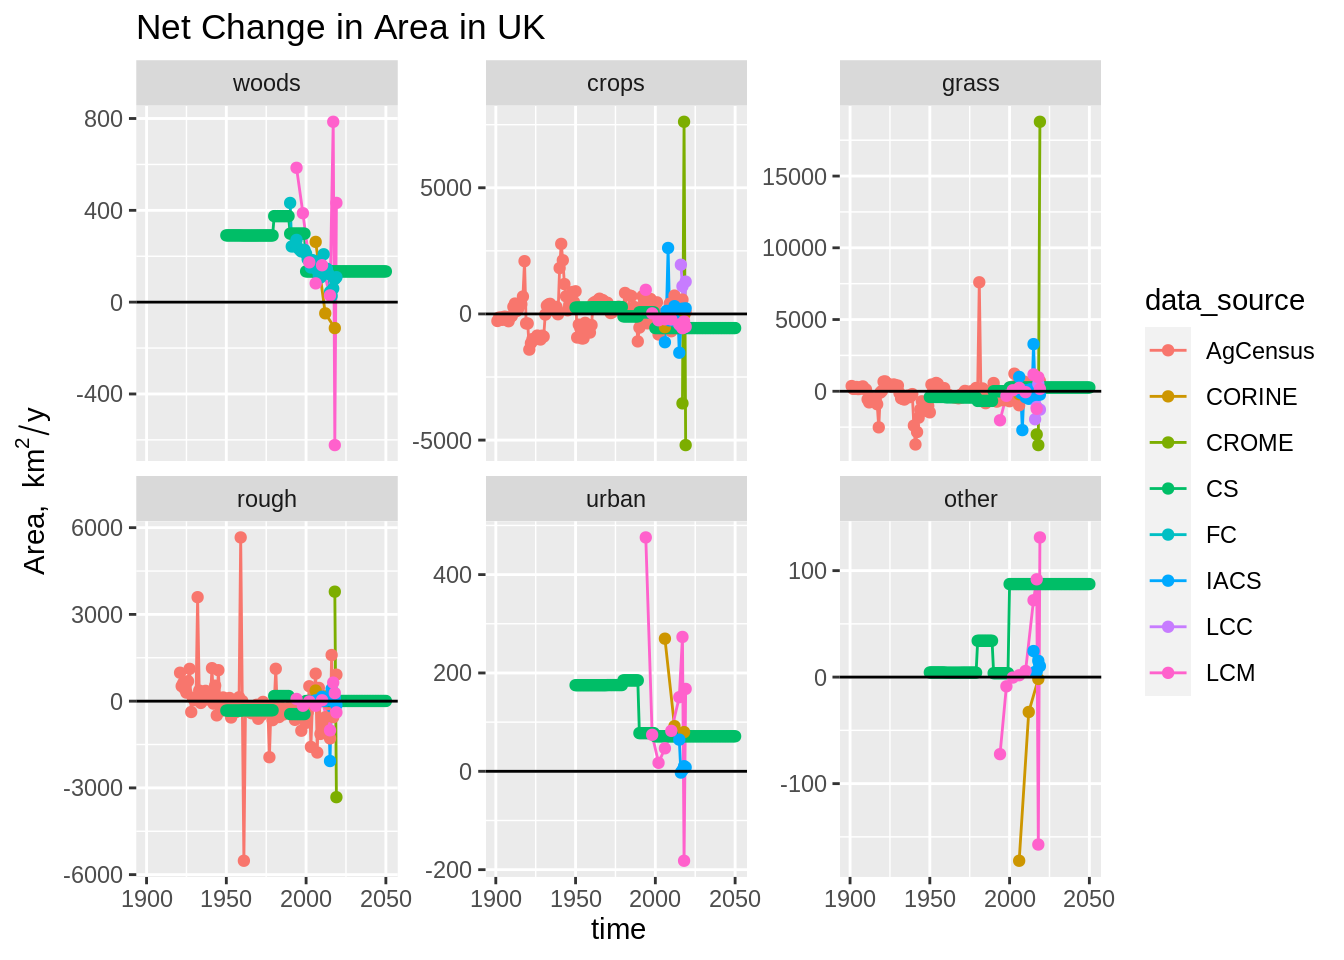 Net Change in Area in UK
woods
crops
grass
800
400
0
-400
5000
0
-5000
15000
10000
5000
0
rough
urban
other
6000
3000
0
-3000
-6000
400
200
0
-200
100
0
-100
1900 1950 2000 2050
1900 1950 2000 2050
1900 1950 2000 2050
time
Area, km²/y
data_source
AgCensus
CORINE
CROME
CS
FC
IACS
LCC
LCM